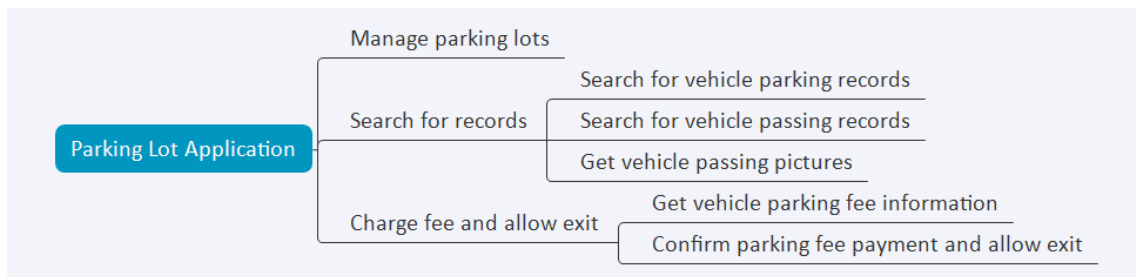 Manage parking lots
Search for vehicle parking records
Search for records
Search for vehicle passing records
Parking Lot Application
Get vehicle passing pictures
Get vehicle parking fee information
Charge fee and allow exit
Confirm parking fee payment and allow exit